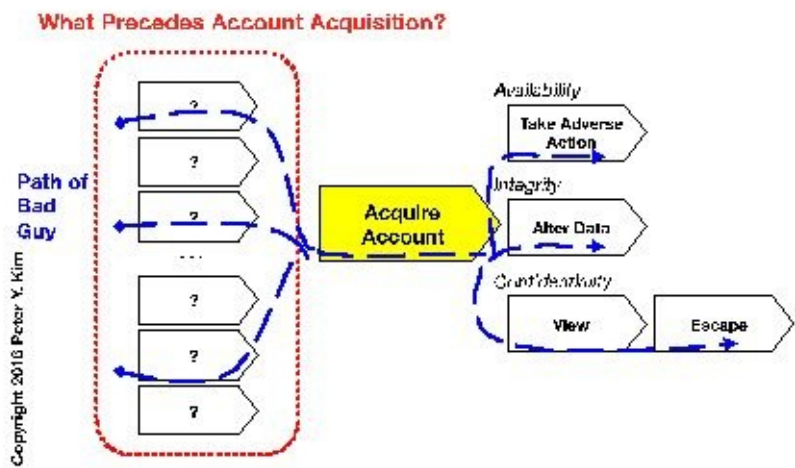 What Precedes Account Acquisition?
?
?
?
...
?
?
?
Path of
Bad
Guy
Copyright 2016 Peter Y. Kim
Acquire
Account
Availability
Take Adverse
Action
Integrity
Alter Data
Confidentiality
View
Escape